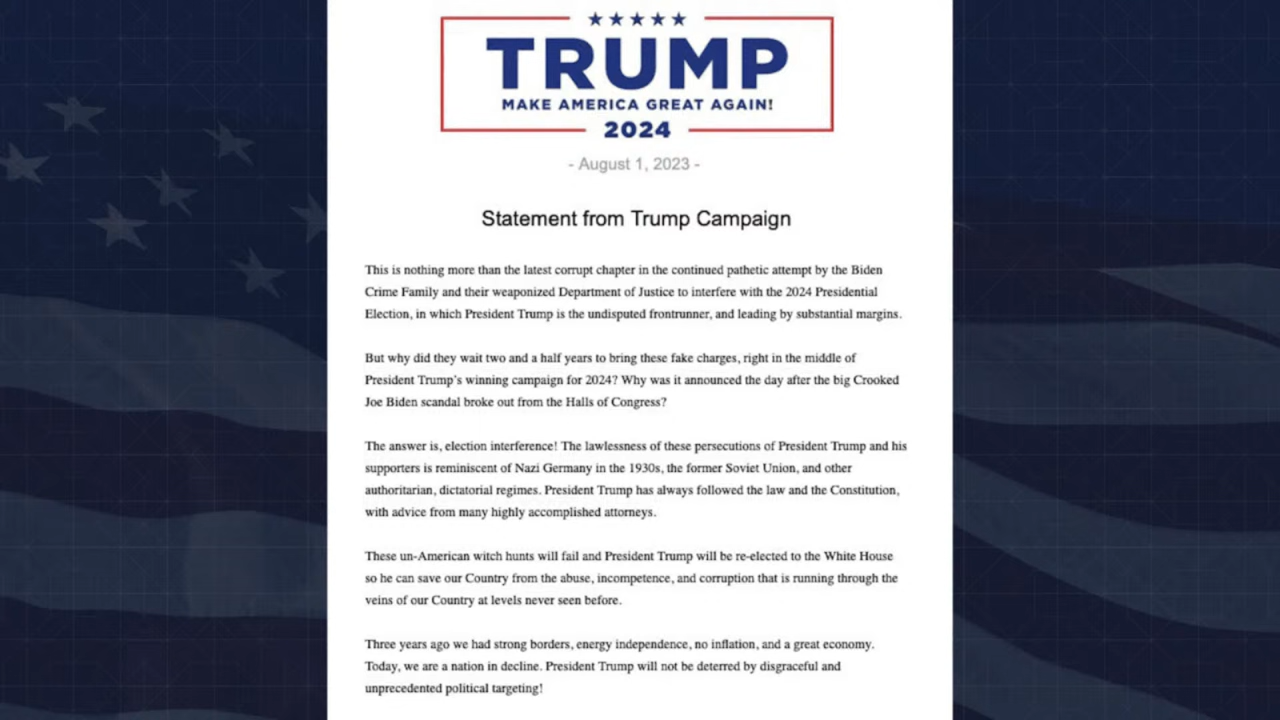 TRUMP
MAKE AMERICA GREAT AGAIN!
2024
- August 1, 2023 -
Statement from Trump Campaign
This is nothing more than the latest corrupt chapter in the continued pathetic attempt by the Biden
Crime Family and their weaponized Department of Justice to interfere with the 2024 Presidential
Election, in which President Trump is the undisputed frontrunner, and leading by substantial margins.
But why did they wait two and a half years to bring these fake charges, right in the middle of
President Trump's winning campaign for 2024? Why was it announced the day after the big Crooked
Joe Biden scandal broke out from the Halls of Congress?
The answer is, election interference! The lawlessness of these persecutions of President Trump and his
supporters is reminiscent of Nazi Germany in the 1930s, the former Soviet Union, and other
authoritarian, dictatorial regimes. President Trump has always followed the law and the Constitution,
with advice from many highly accomplished attorneys.
These un-American witch hunts will fail and President Trump will be re-elected to the White House
so he can save our Country from the abuse, incompetence, and corruption that is running through the
veins of our Country at levels never seen before.
Three years ago we had strong borders, energy independence, no inflation, and a great economy.
Today, we are a nation in decline. President Trump will not be deterred by disgraceful and
unprecedented political targeting!